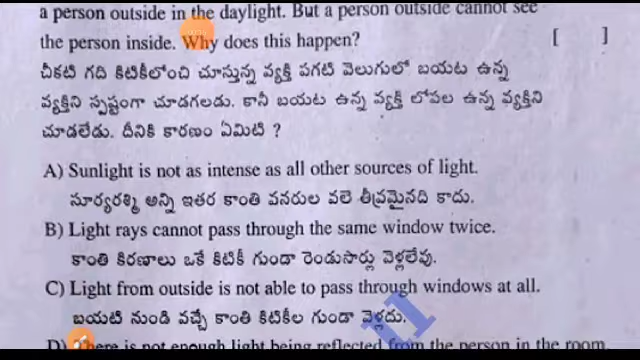 a person outside in the daylight. But a person outside cannot see
the person inside. Why does this happen? [ ]
చీకటి గది కిటికీలోంచి చూస్తున్న వ్యక్తి పగటి వెలుగులో బయట ఉన్న
వ్యక్తిని స్పష్టంగా చూడగలడు. కానీ బయట ఉన్న వ్యక్తి లోపల ఉన్న వ్యక్తిని
చూడలేడు. దీనికి కారణం ఏమిటి ?
A) Sunlight is not as intense as all other sources of light.
సూర్యరశ్మి అన్ని ఇతర కాంతి వనరుల వలె తీవ్రమైనది కాదు.
B) Light rays cannot pass through the same window twice.
కాంతి కిరణాలు ఒకే కిటికీ గుండా రెండుసార్లు వెళ్లలేవు.
C) Light from outside is not able to pass through windows at all.
బయటి నుండి వచ్చే కాంతి కిటికీల గుండా వెళ్లదు.
D) There is not enough light being reflected from the person in the room